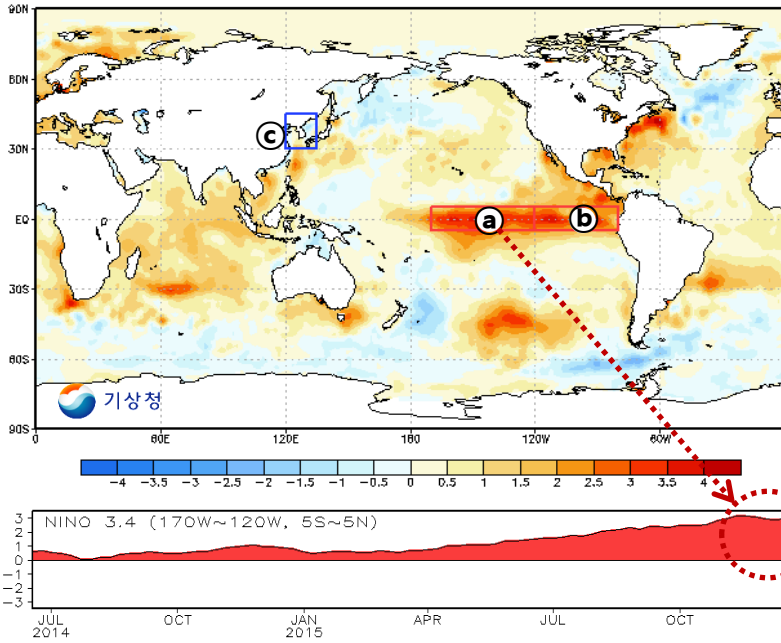 90N
60N
30N
EQ
30S
60S
90S
ⓒ
ⓐ
ⓑ
기상청
0 60E 120E 180 120W 60W
-4 -3.5 -3 -2.5 -2 -1.5 -1 -0.5 0 0.5 1 1.5 2 2.5 3 3.5 4
NINO 3.4 (170W~120W, 5S~5N)
3
2
1
0
-1
-2
-3
JUL OCT JAN APR JUL OCT
2014 2015